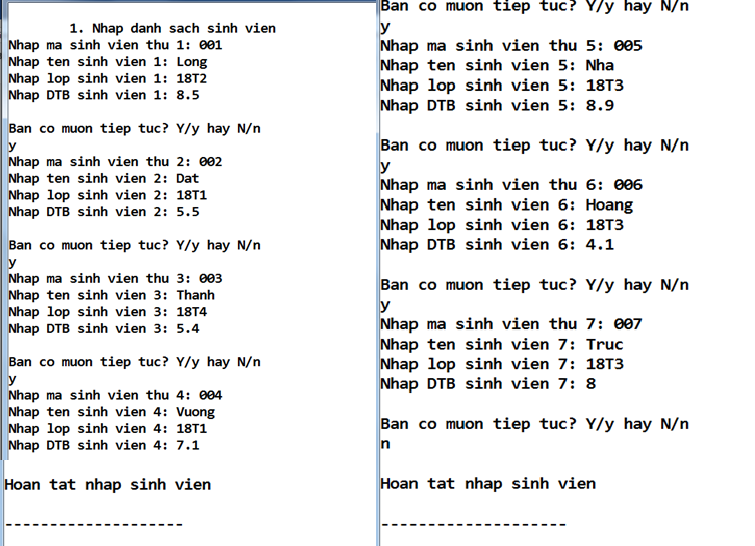 1. Nhap danh sach sinh vien
Nhap ma sinh vien thu 1: 001
Nhap ten sinh vien 1: Long
Nhap lop sinh vien 1: 18T2
Nhap DTB sinh vien 1: 8.5
Ban co muon tiep tuc? Y/y hay N/n
y
Nhap ma sinh vien thu 2: 002
Nhap ten sinh vien 2: Dat
Nhap lop sinh vien 2: 18T1
Nhap DTB sinh vien 2: 5.5
Ban co muon tiep tuc? Y/y hay N/n
y
Nhap ma sinh vien thu 3: 003
Nhap ten sinh vien 3: Thanh
Nhap lop sinh vien 3: 18T4
Nhap DTB sinh vien 3: 5.4
Ban co muon tiep tuc? Y/y hay N/n
y
Nhap ma sinh vien thu 4: 004
Nhap ten sinh vien 4: Vuong
Nhap lop sinh vien 4: 18T1
Nhap DTB sinh vien 4: 7.1
Hoan tat nhap sinh vien
--------------------
Ban co muon tiep tuc? Y/y hay N/n
y
Nhap ma sinh vien thu 5: 005
Nhap ten sinh vien 5: Nha
Nhap lop sinh vien 5: 18T3
Nhap DTB sinh vien 5: 8.9
Ban co muon tiep tuc? Y/y hay N/n
y
Nhap ma sinh vien thu 6: 006
Nhap ten sinh vien 6: Hoang
Nhap lop sinh vien 6: 18T3
Nhap DTB sinh vien 6: 4.1
Ban co muon tiep tuc? Y/y hay N/n
y
Nhap ma sinh vien thu 7: 007
Nhap ten sinh vien 7: Truc
Nhap lop sinh vien 7: 18T3
Nhap DTB sinh vien 7: 8
Ban co muon tiep tuc? Y/y hay N/n
n
Hoan tat nhap sinh vien
--------------------